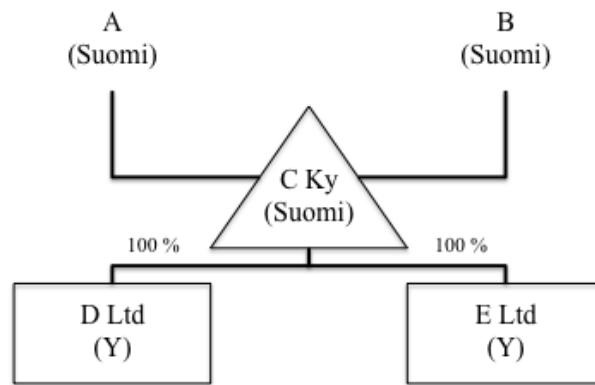 A
(Suomi)
B
(Suomi)
C Ky
(Suomi)
100 %
100 %
D Ltd
(Y)
E Ltd
(Y)